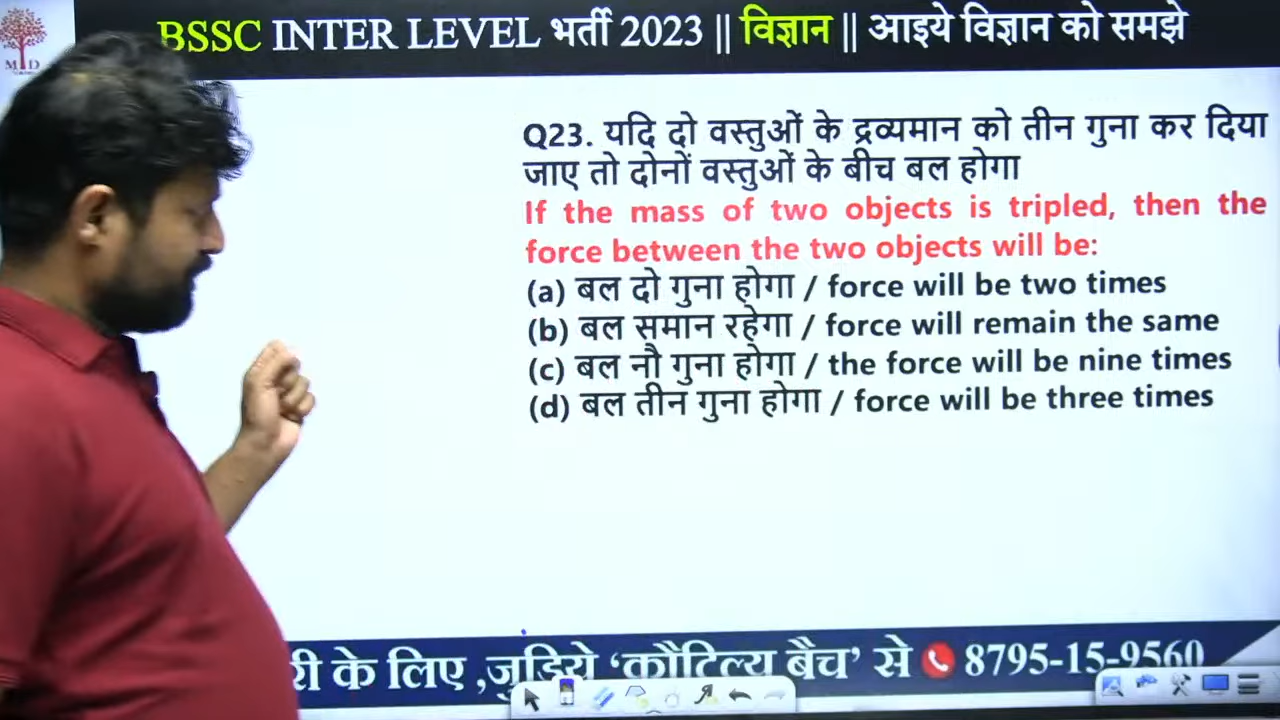 BSSC INTER LEVEL भर्ती 2023 || विज्ञान || आइये विज्ञान को समझे
Q23. यदि दो वस्तुओं के द्रव्यमान को तीन गुना कर दिया
जाए तो दोनों वस्तुओं के बीच बल होगा
If the mass of two objects is tripled, then the
force between the two objects will be:
(a) बल दो गुना होगा / force will be two times
(b) बल समान रहेगा / force will remain the same
(c) बल नौ गुना होगा / the force will be nine times
(d) बल तीन गुना होगा / force will be three times
के लिए ,जुडिये ‘कौटिल्य बैच’ से 8795-15-9560